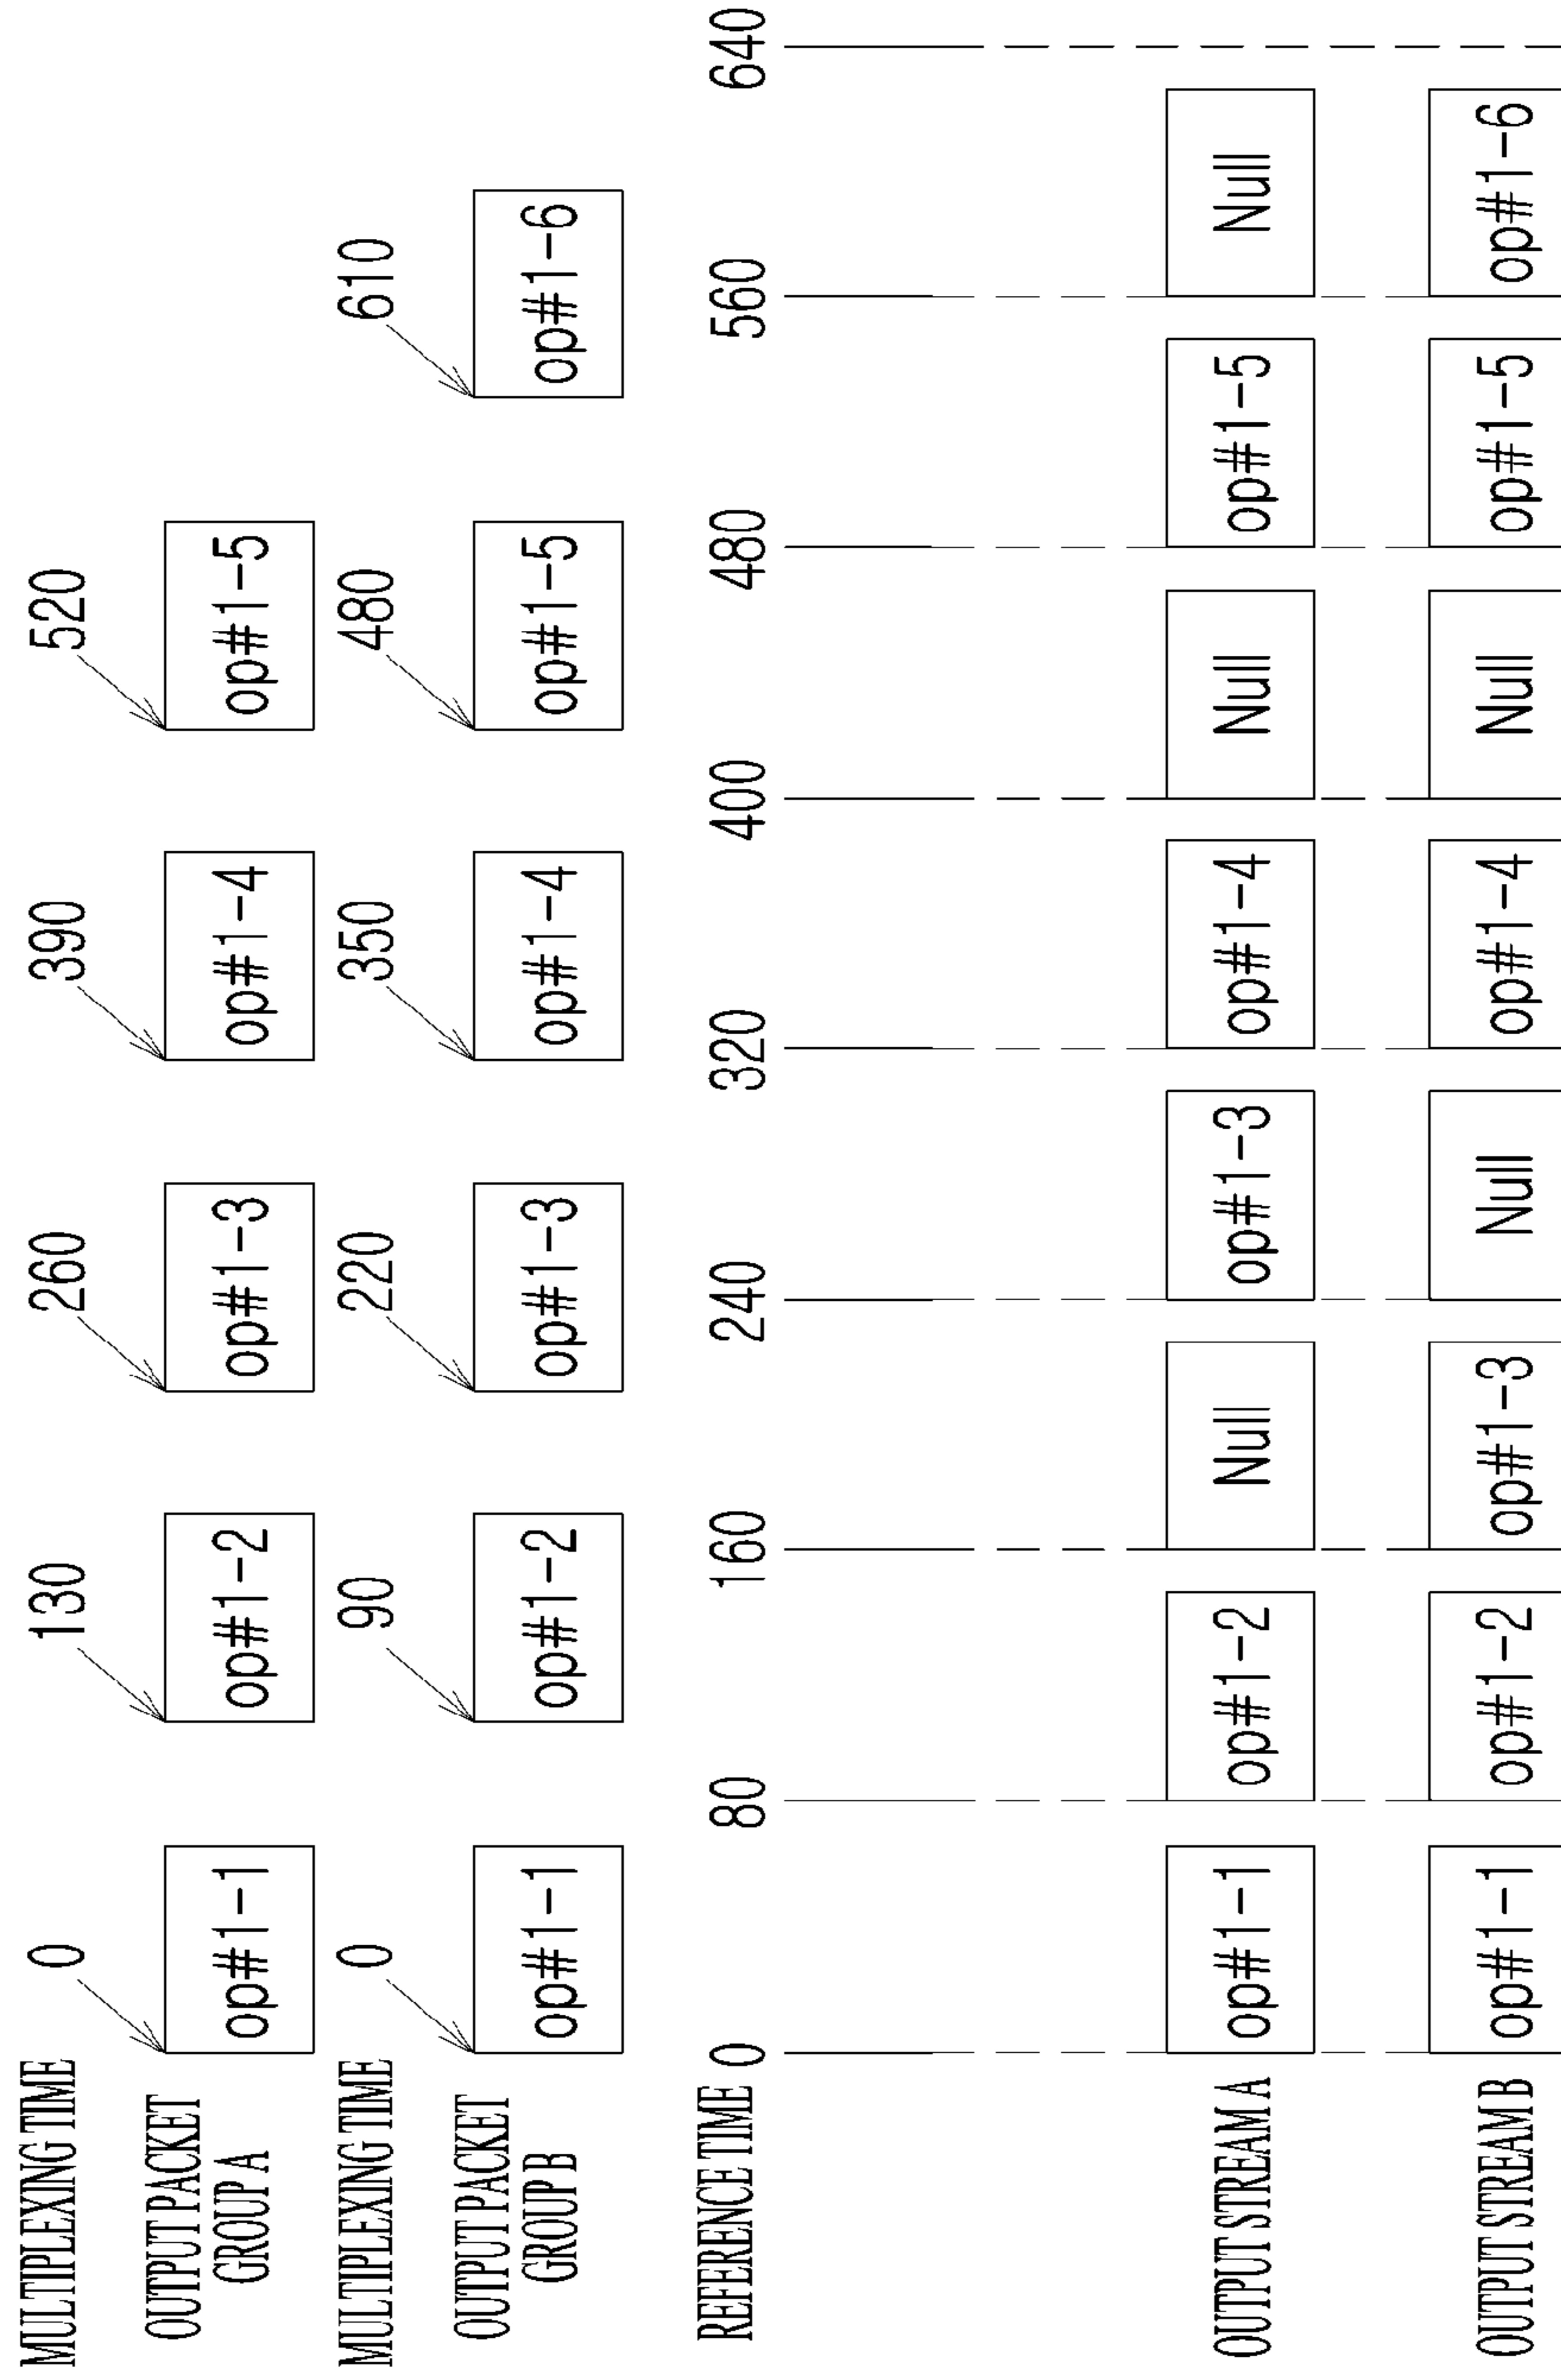 MULTIPLEXING TIME 0 130 260 390 520
OUTPUT PACKET
GROUP A
op#1-1 op#1-2 op#1-3 op#1-4 op#1-5
MULTIPLEXING TIME 0 90 220 350 480 610
OUTPUT PACKET
GROUP B
op#1-1 op#1-2 op#1-3 op#1-4 op#1-5 op#1-6
REFERENCE TIME 0 80 160 240 320 400 480 560 640
OUTPUT STREAM A op#1-1 op#1-2 Null op#1-3 op#1-4 Null op#1-5 Null
OUTPUT STREAM B op#1-1 op#1-2 op#1-3 Null op#1-4 Null op#1-5 op#1-6